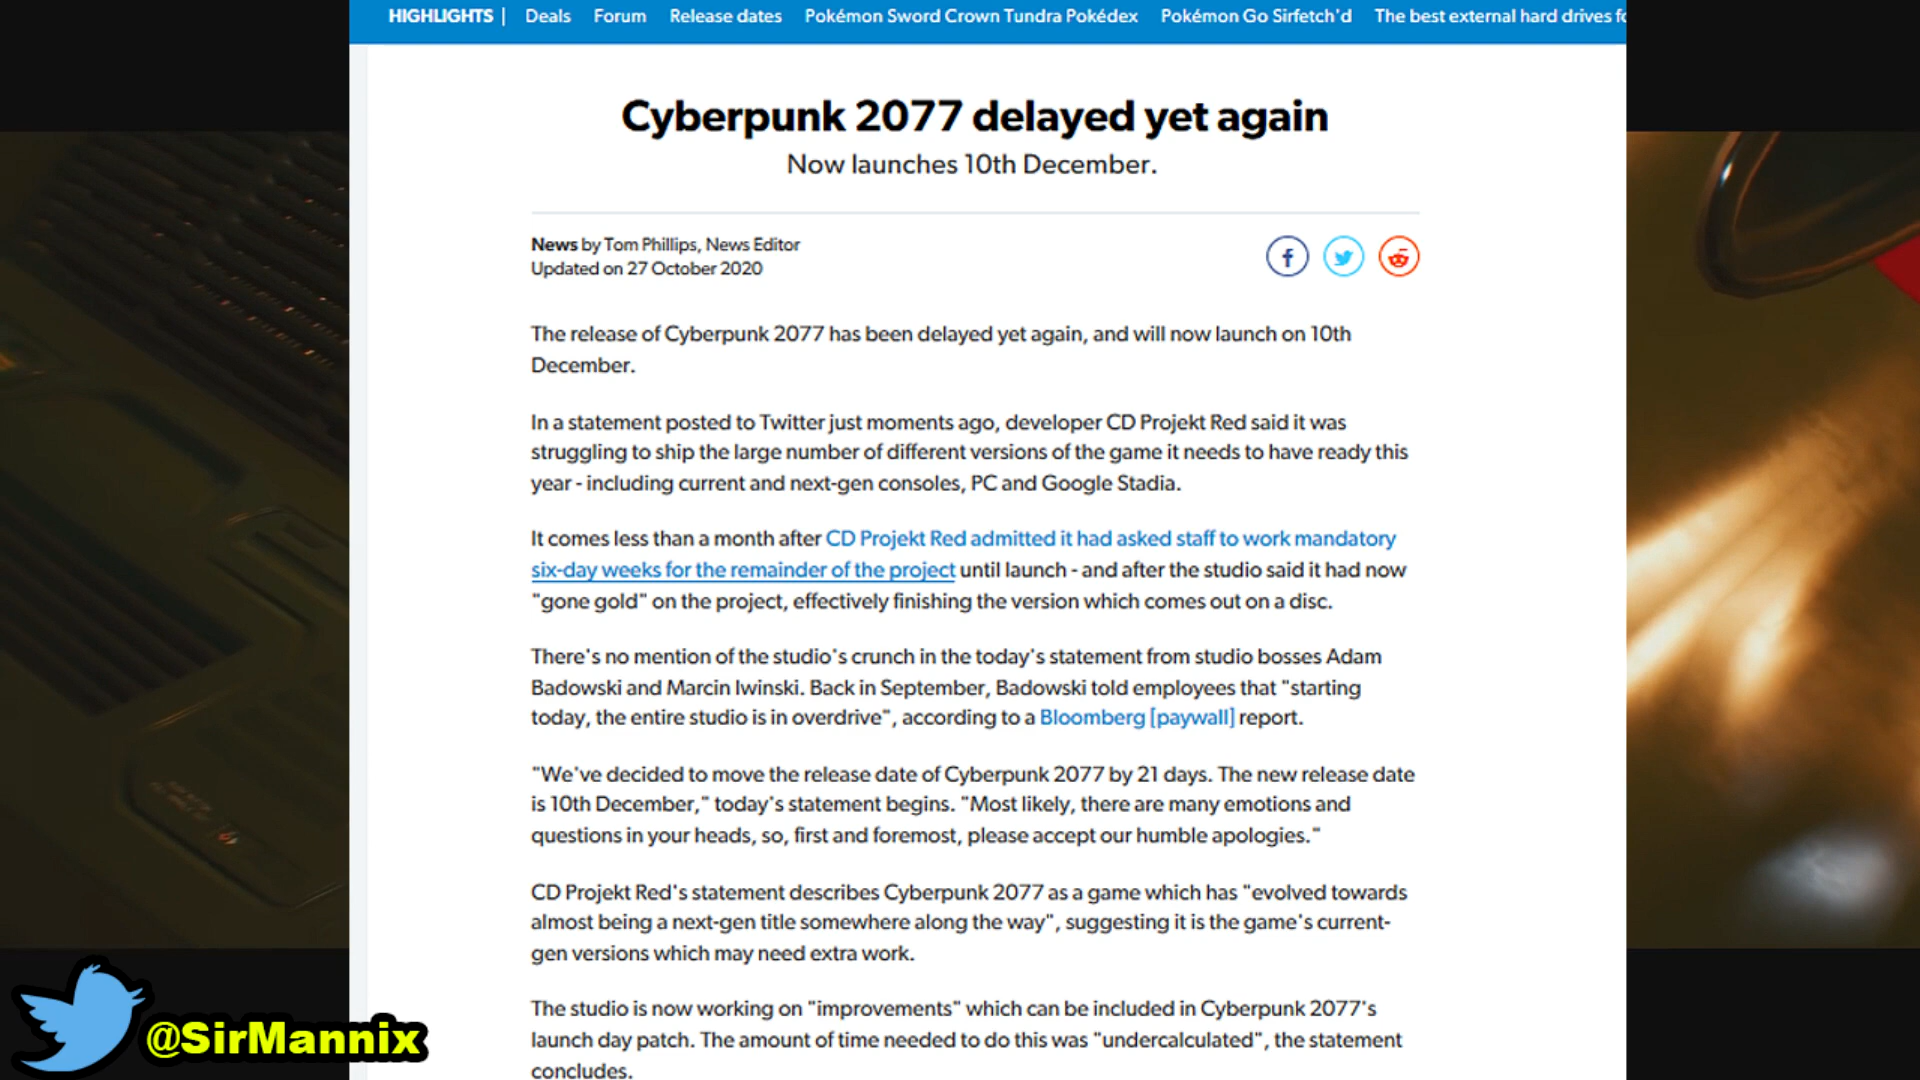 HIGHLIGHTS | Deals Forum Release dates Pokémon Sword Crown Tundra Pokédex Pokémon Go Sirfetch'd The best external hard drives fo
Cyberpunk 2077 delayed yet again
Now launches 10th December.
News by Tom Phillips, News Editor
Updated on 27 October 2020
The release of Cyberpunk 2077 has been delayed yet again, and will now launch on 10th
December.
In a statement posted to Twitter just moments ago, developer CD Projekt Red said it was
struggling to ship the large number of different versions of the game it needs to have ready this
year - including current and next-gen consoles, PC and Google Stadia.
It comes less than a month after CD Projekt Red admitted it had asked staff to work mandatory
six-day weeks for the remainder of the project until launch - and after the studio said it had now
"gone gold" on the project, effectively finishing the version which comes out on a disc.
There's no mention of the studio's crunch in the today's statement from studio bosses Adam
Badowski and Marcin Iwinski. Back in September, Badowski told employees that "starting
today, the entire studio is in overdrive", according to a Bloomberg [paywall] report.
"We've decided to move the release date of Cyberpunk 2077 by 21 days. The new release date
is 10th December," today's statement begins. "Most likely, there are many emotions and
questions in your heads, so, first and foremost, please accept our humble apologies."
CD Projekt Red's statement describes Cyberpunk 2077 as a game which has "evolved towards
almost being a next-gen title somewhere along the way", suggesting it is the game's current-
gen versions which may need extra work.
The studio is now working on "improvements" which can be included in Cyberpunk 2077's
launch day patch. The amount of time needed to do this was "undercalculated", the statement
concludes.
@SirMannix